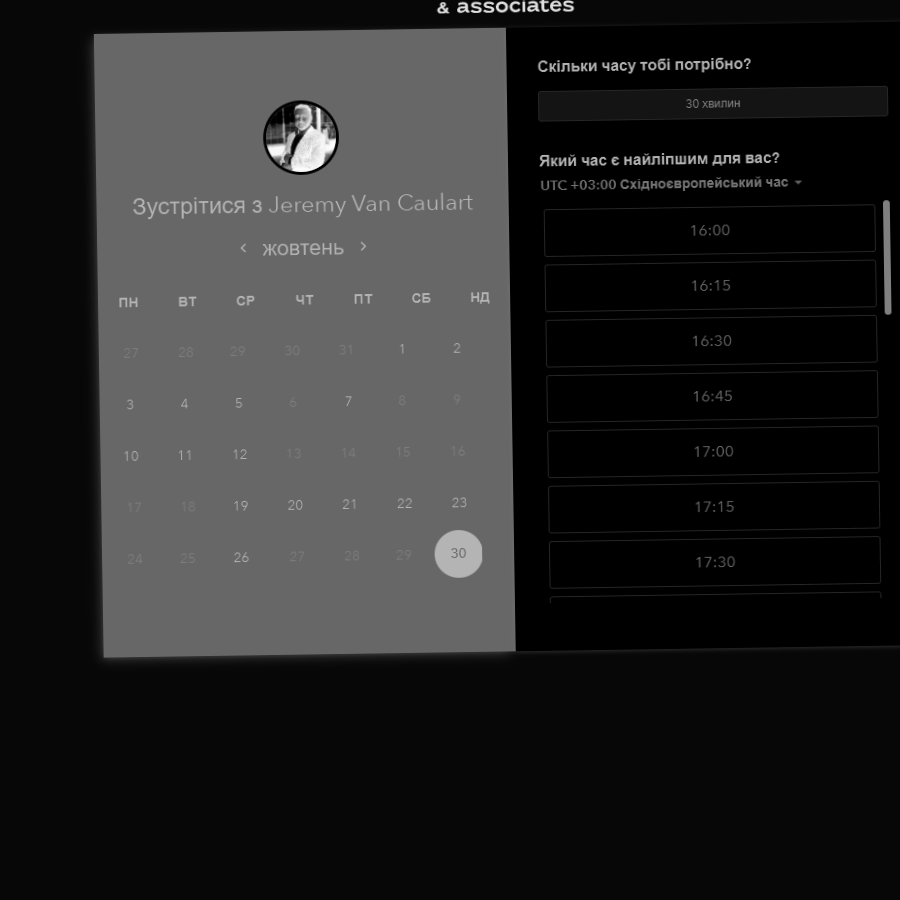 & associates
Зустрітися з Jeremy Van Caulart
жовтень
ПН ВТ СР ЧТ ПТ СБ НД
27 28 29 30 31 1 2
3 4 5 6 7 8 9
10 11 12 13 14 15 16
17 18 19 20 21 22 23
24 25 26 27 28 29 30
Скільки часу тобі потрібно?
30 хвилин
Який час є найліпшим для вас?
UTC +03:00 Східноєвропейський час
16:00
16:15
16:30
16:45
17:00
17:15
17:30